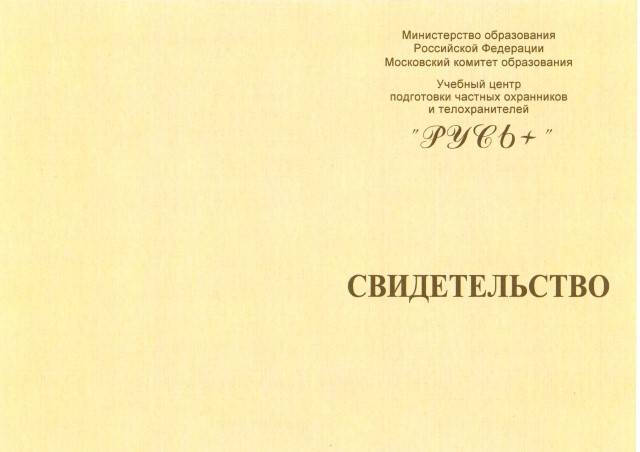 Министерство образования
Российской Федерации
Московский комитет образования
Учебный центр
подготовки частных охранников
и телохранителей
"РУСЬ+"
СВИДЕТЕЛЬСТВО